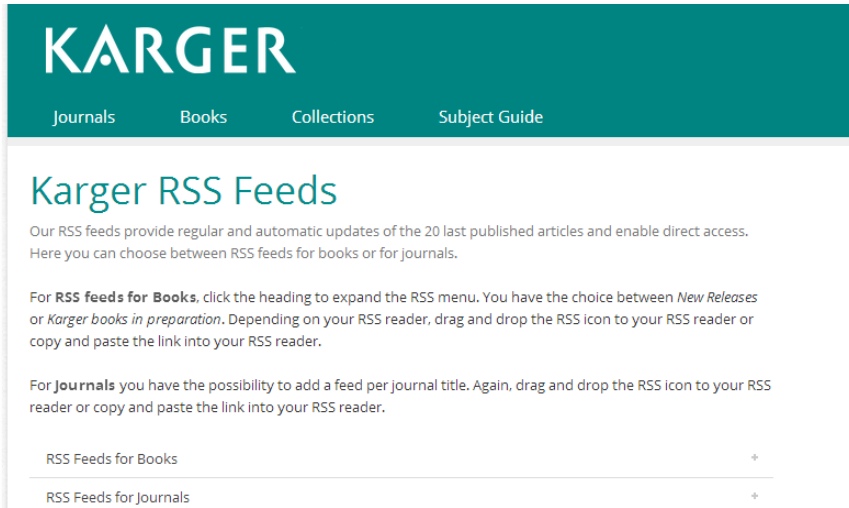 KARGER
Journals Books Collections Subject Guide
Karger RSS Feeds
Our RSS feeds provide regular and automatic updates of the 20 last published articles and enable direct access.
Here you can choose between RSS feeds for books or for journals.
For RSS feeds for Books, click the heading to expand the RSS menu. You have the choice between New Releases
or Karger books in preparation. Depending on your RSS reader, drag and drop the RSS icon to your RSS reader or
copy and paste the link into your RSS reader.
For Journals you have the possibility to add a feed per journal title. Again, drag and drop the RSS icon to your RSS
reader or copy and paste the link into your RSS reader.
RSS Feeds for Books +
RSS Feeds for Journals +